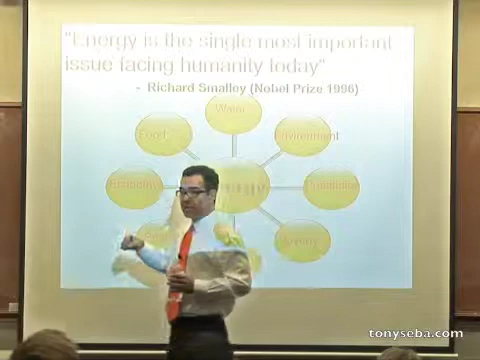 "Energy is the single most important
issue facing humanity today"
- Richard Smalley (Nobel Prize 1996)
Water
Food
Environment
Economy
Population
Poverty
tonyseba.com